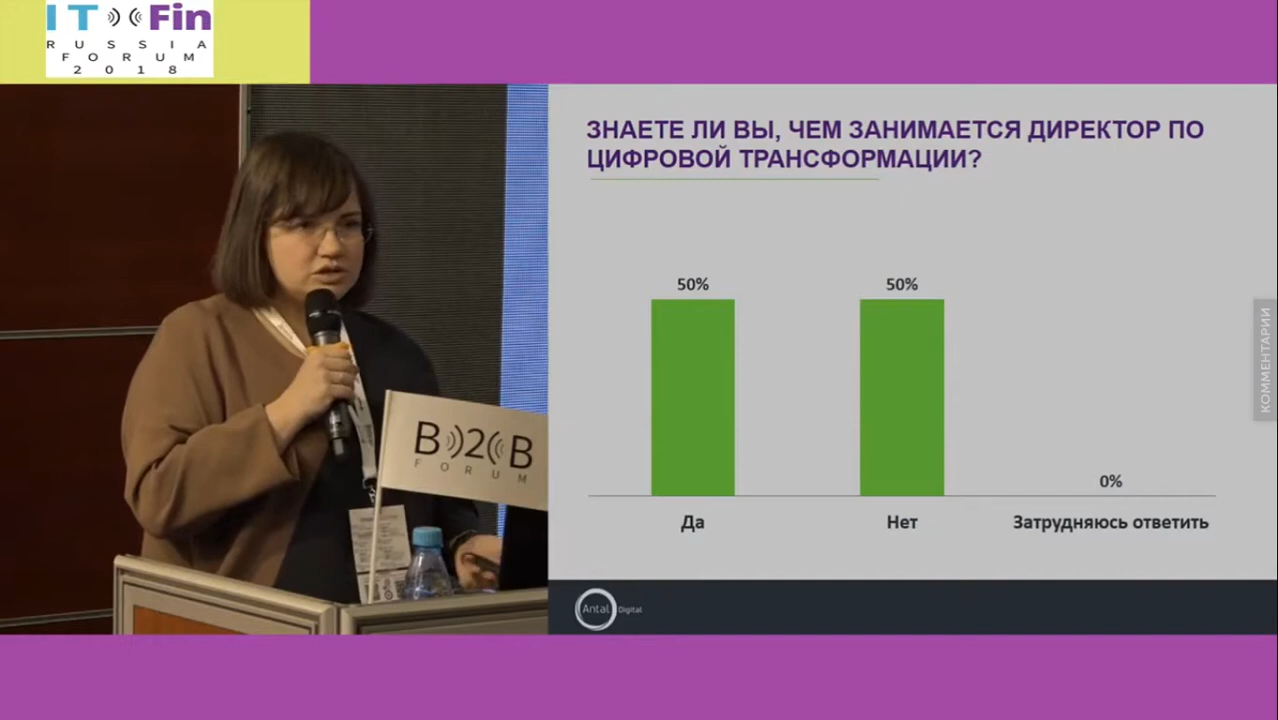 IT Fin
RUSSIA
FORUM
2018
ЗНАЕТЕ ЛИ ВЫ, ЧЕМ ЗАНИМАЕТСЯ ДИРЕКТОР ПО
ЦИФРОВОЙ ТРАНСФОРМАЦИИ?
50%
50%
0%
Да
Нет
Затрудняюсь ответить
КОММЕНТАРИИ
B2B
FORUM
Antal Digital